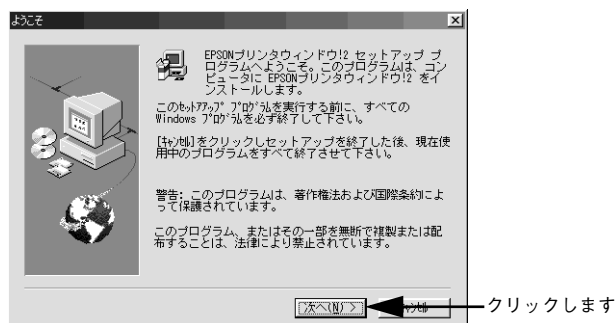 ようこそ
EPSONプリンタウィンドウ!2 セットアップ プ
ログラムへようこそ。このプログラムは、コン
ピュータに EPSONプリンタウィンドウ!2 をイ
ンストールします。
このｾｯﾄｱｱｯﾌﾟ ﾌﾟﾛｸﾞﾗﾑを実行する前に、すべての
Windows ﾌﾟﾛｸﾞﾗﾑを必ず終了して下さい。
[ｷｬﾝｾﾙ]をクリックしセットアップを終了した後、現在使
用中のプログラムをすべて終了させて下さい。
警告: このプログラムは、著作権法および国際条約によ
って保護されています。
このプログラム、またはその一部を無断で複製または配
布することは、法律により禁止されています。
次へ(N) >
クリックします